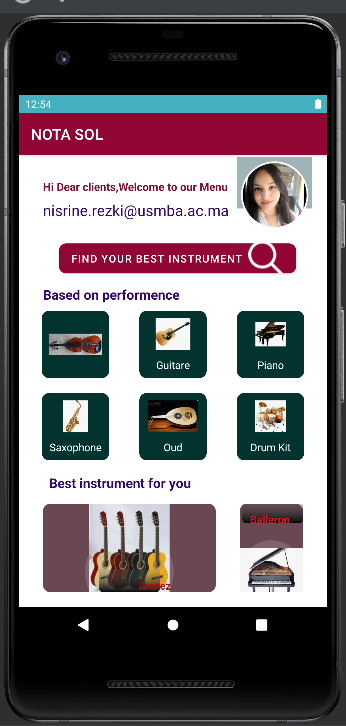 12:54
NOTA SOL
Hi Dear clients,Welcome to our Menu
nisrine.rezki@usmba.ac.ma
FIND YOUR BEST INSTRUMENT
Based on performence
Guitare
Piano
Saxophone
Oud
Drum Kit
Best instrument for you
Balleron